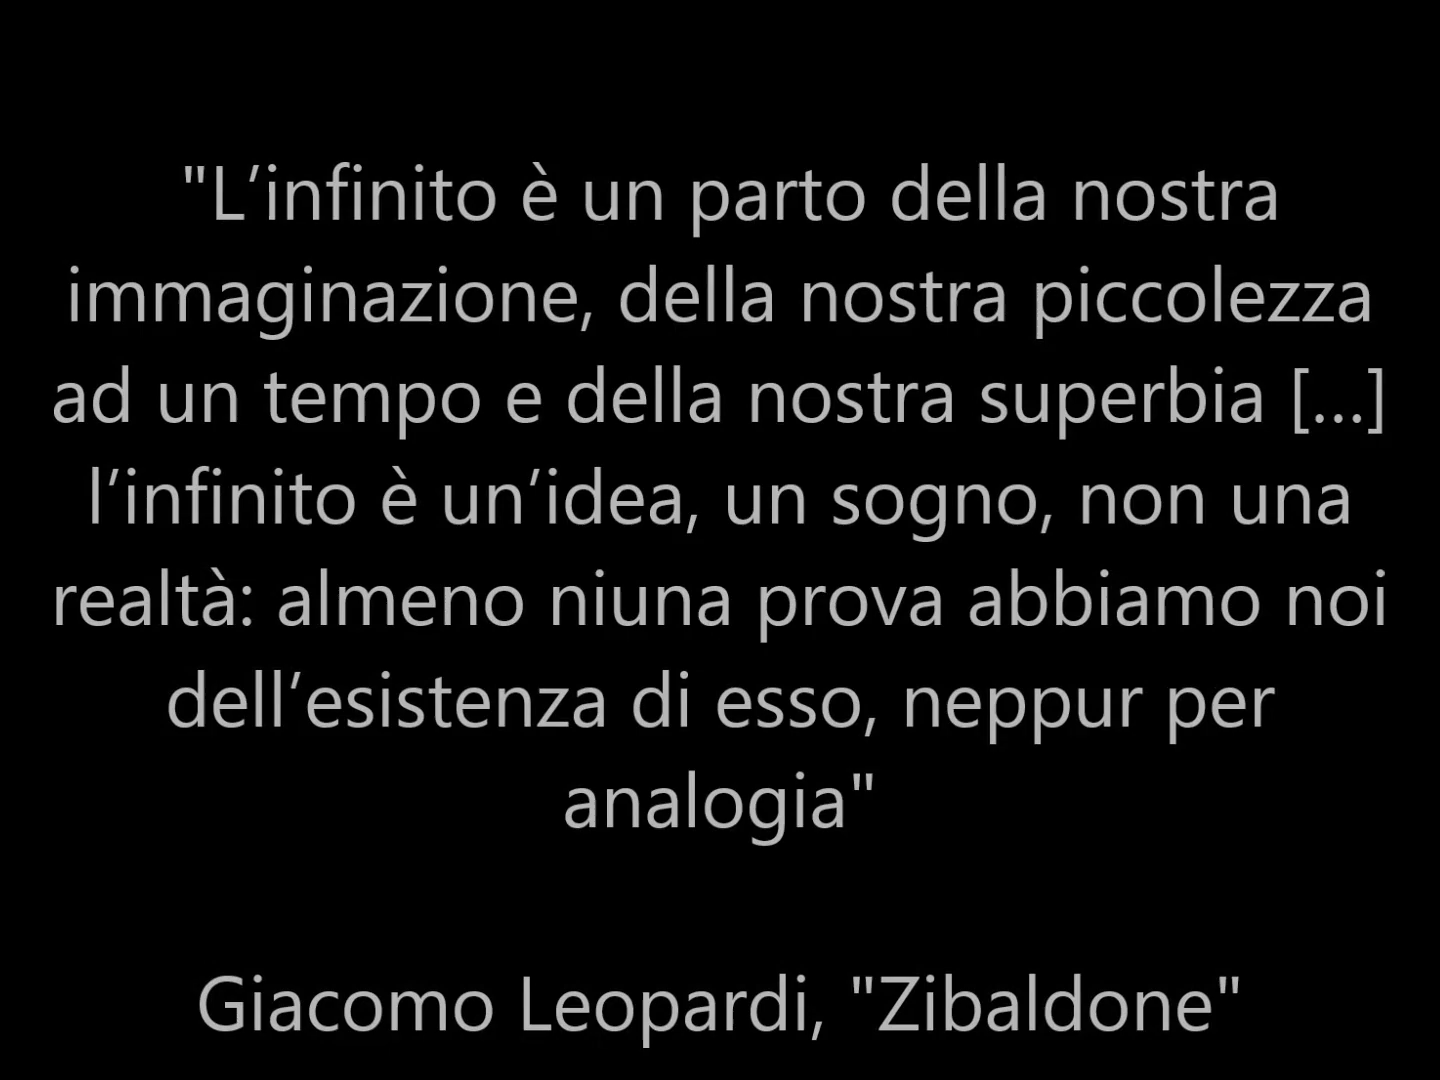 "L’infinito è un parto della nostra
immaginazione, della nostra piccolezza
ad un tempo e della nostra superbia [...]
l’infinito è un’idea, un sogno, non una
realtà: almeno niuna prova abbiamo noi
dell’esistenza di esso, neppur per
analogia"
Giacomo Leopardi, "Zibaldone"